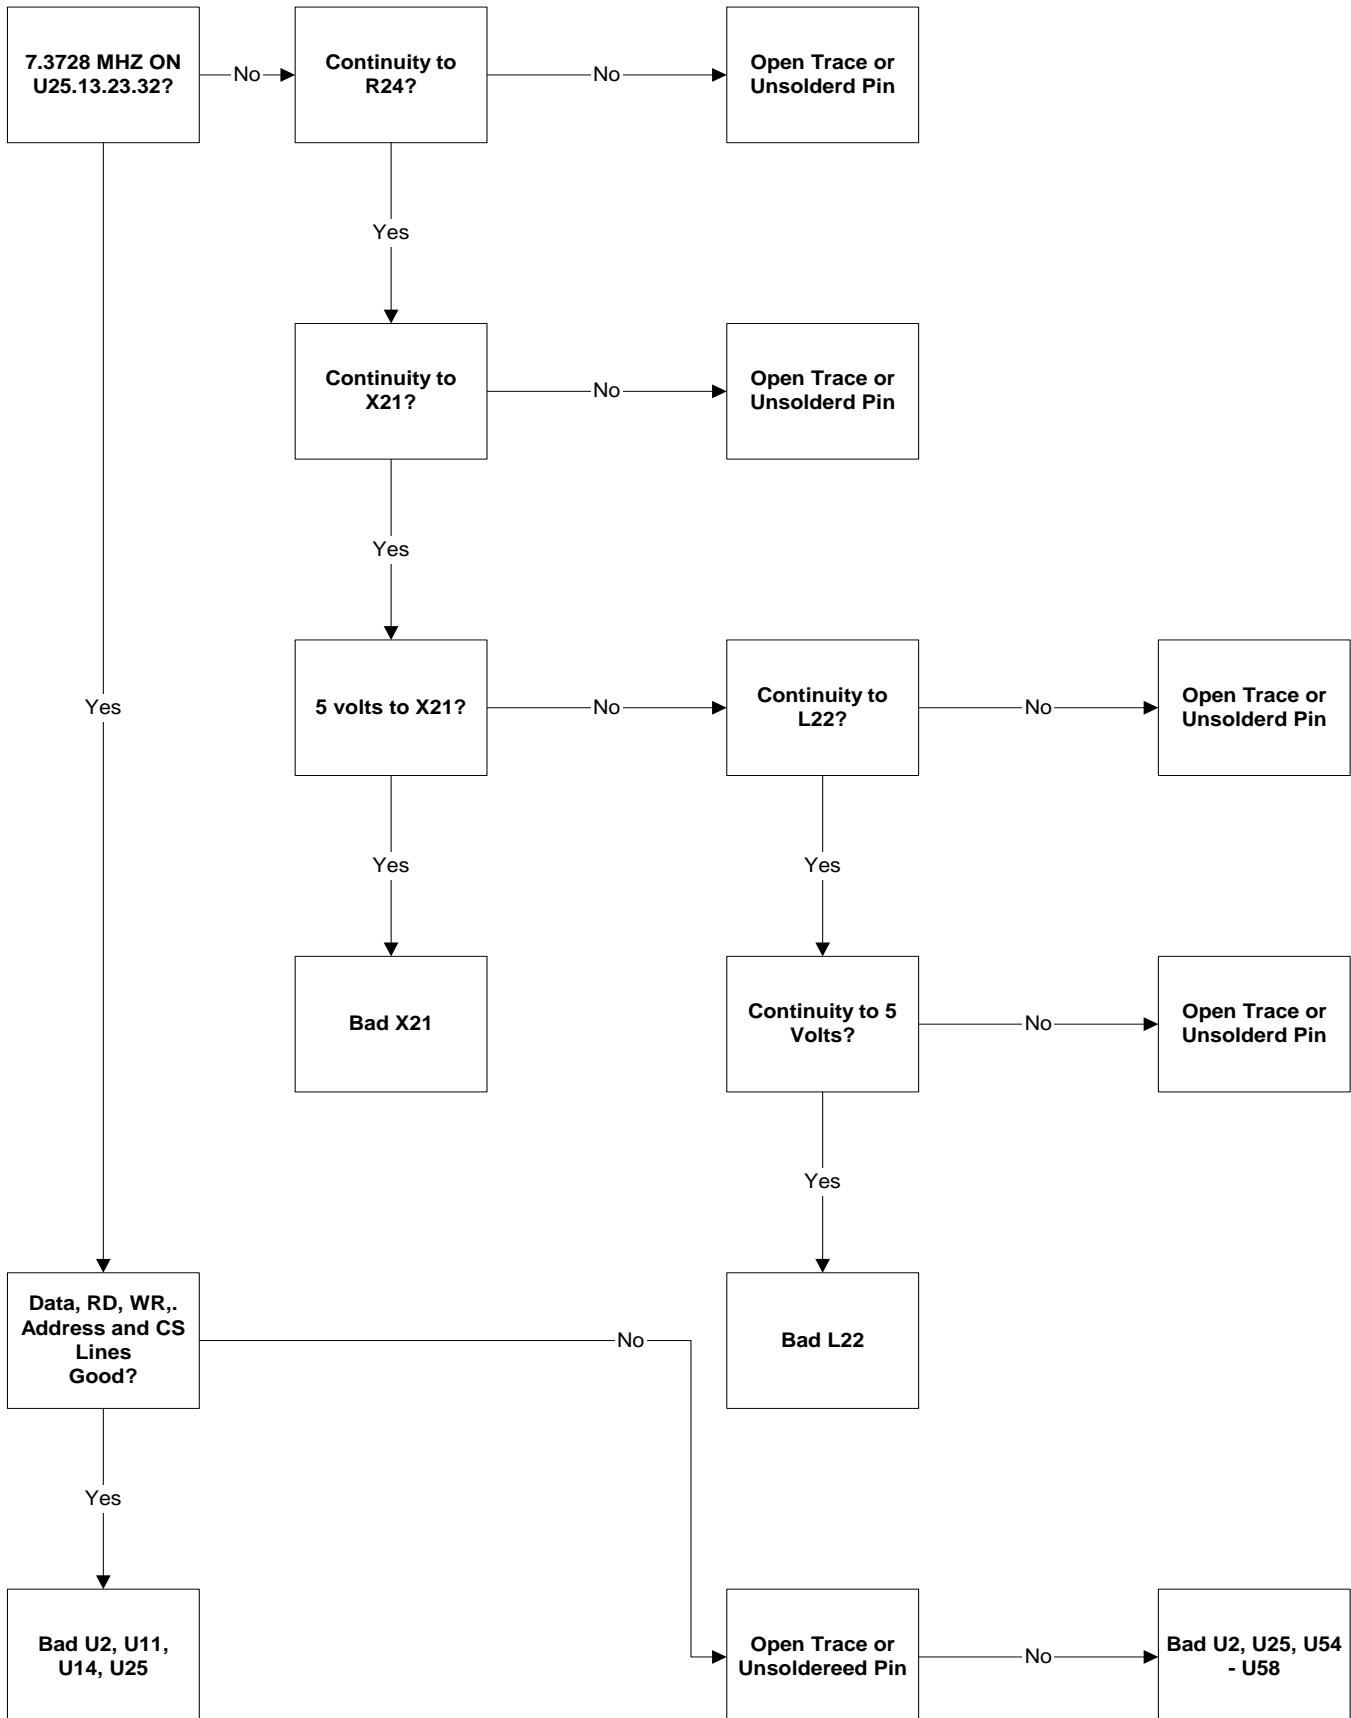 7.3728 MHZ ON
U25.13.23.32?
No
Continuity to
R24?
No
Open Trace or
Unsolderd Pin
Yes
Continuity to
X21?
No
Open Trace or
Unsolderd Pin
Yes
Yes
5 volts to X21?
No
Continuity to
L22?
No
Open Trace or
Unsolderd Pin
Yes
Yes
Bad X21
Continuity to 5
Volts?
No
Open Trace or
Unsolderd Pin
Yes
Data, RD, WR,.
Address and CS
Lines
Good?
No
Bad L22
Yes
Bad U2, U11,
U14, U25
Open Trace or
Unsoldereed Pin
No
Bad U2, U25, U54
- U58